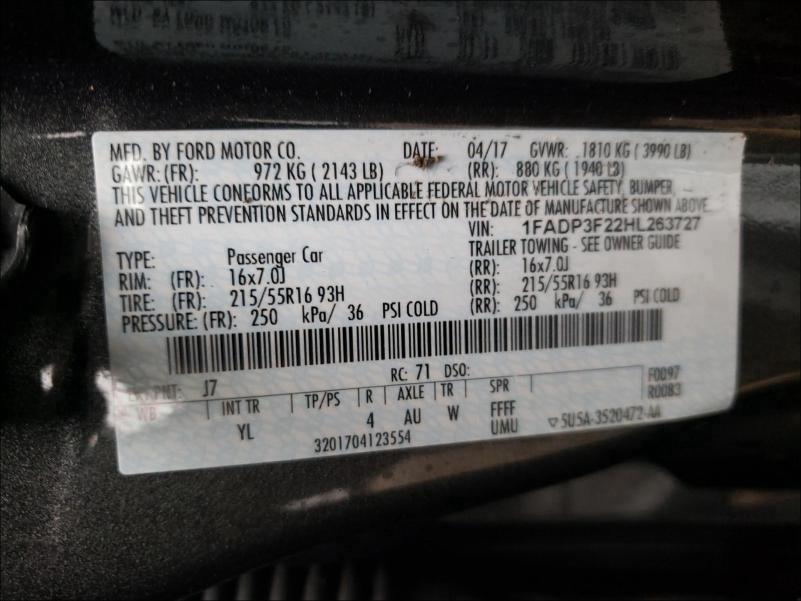 MFD. BY FORD MOTOR CO. DATE: 04/17 GVWR: 1810 KG ( 3990 LB)
GAWR: (FR): 972 KG ( 2143 LB) (RR): 880 KG ( 1940 LB)
THIS VEHICLE CONFORMS TO ALL APPLICABLE FEDERAL MOTOR VEHICLE SAFETY, BUMPER,
AND THEFT PREVENTION STANDARDS IN EFFECT ON THE DATE OF MANUFACTURE SHOWN ABOVE.
VIN: 1FADP3F22HL263727
TYPE: Passenger Car TRAILER TOWING - SEE OWNER GUIDE
RIM: (FR): 16x7.0J (RR): 16x7.0J
TIRE: (FR): 215/55R16 93H (RR): 215/55R16 93H
PRESSURE: (FR): 250 kPa/ 36 PSI COLD (RR): 250 kPa/ 36 PSI COLD
PNT: J7 RC: 71 DSO: F0097
R0083
WB INT TR TP/PS R AXLE TR SPR
YL 4 AU W FFFF
UMU
3201704123554 ▽5U5A-3520472-AA